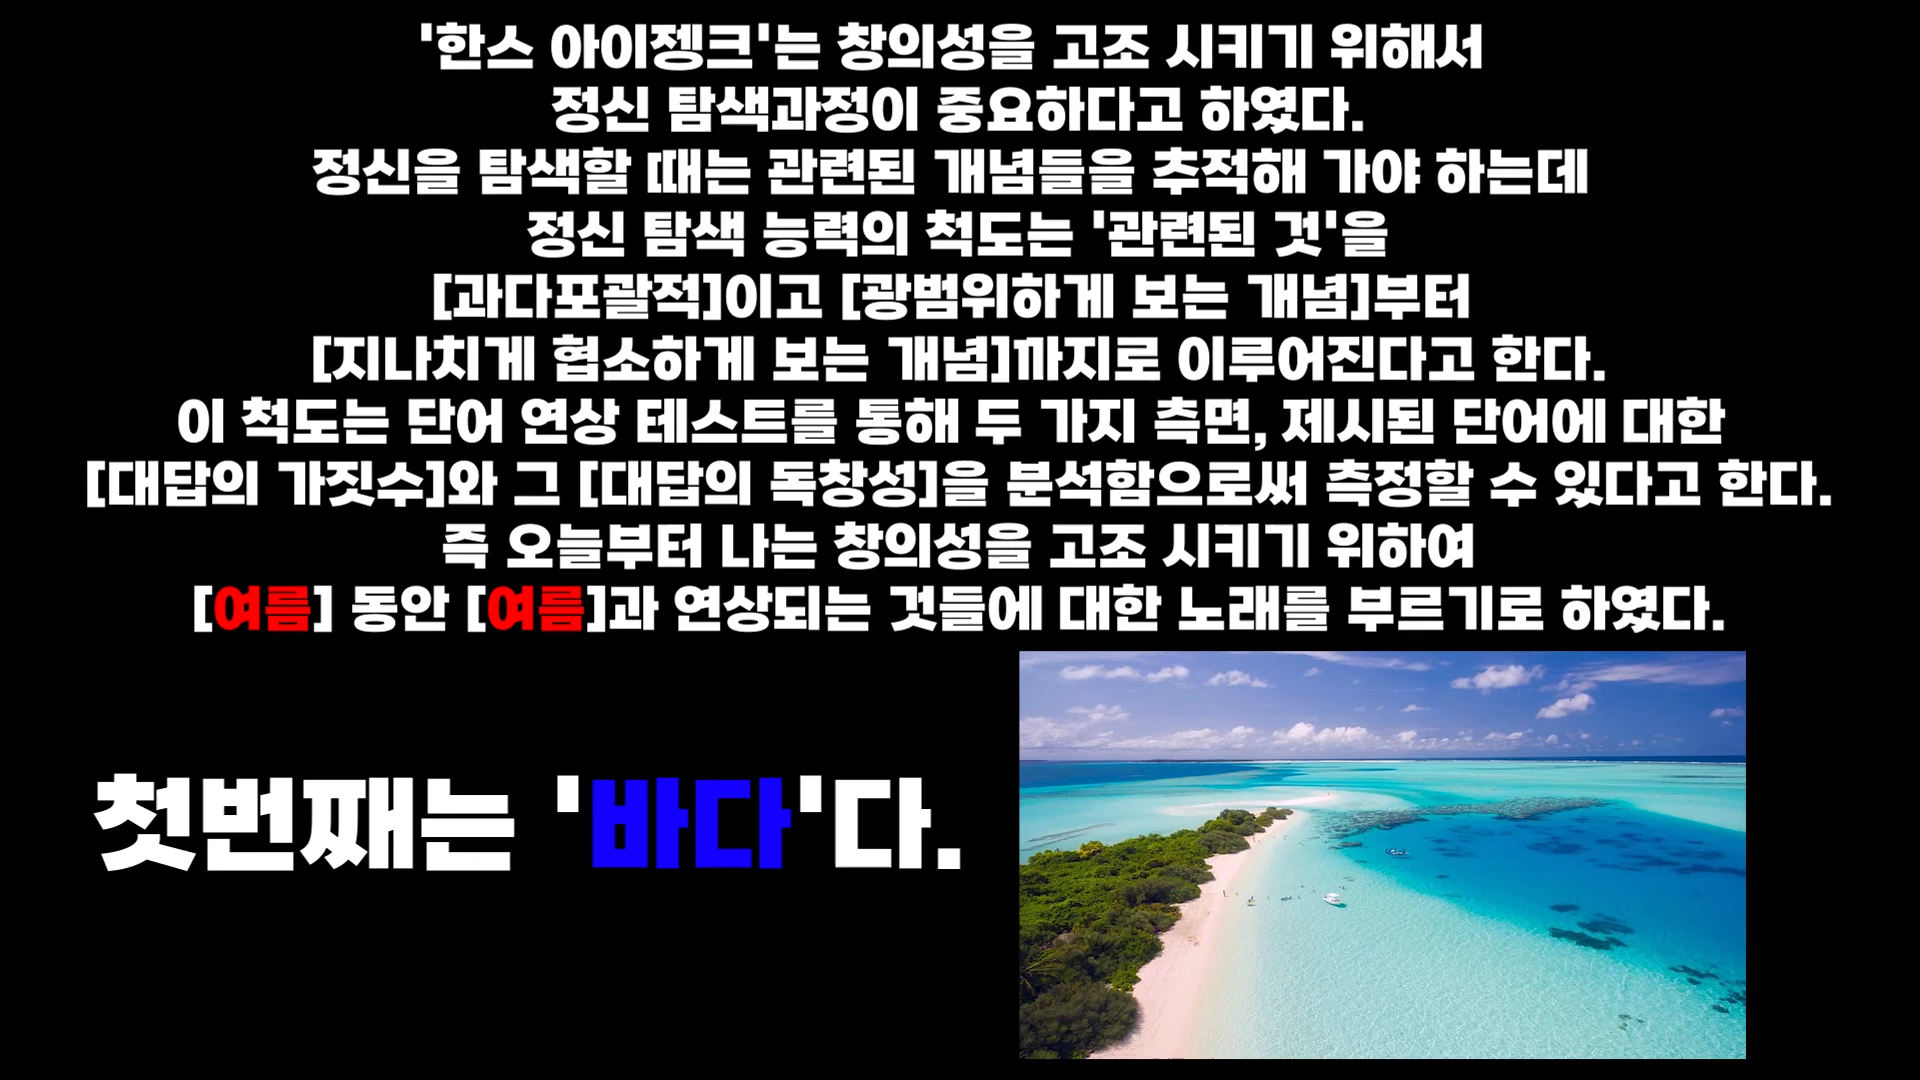 '한스 아이젱크'는 창의성을 고조 시키기 위해서
정신 탐색과정이 중요하다고 하였다.
정신을 탐색할 때는 관련된 개념들을 추적해 가야 하는데
정신 탐색 능력의 척도는 '관련된 것'을
[과다포괄적]이고 [광범위하게 보는 개념]부터
[지나치게 협소하게 보는 개념]까지로 이루어진다고 한다.
이 척도는 단어 연상 테스트를 통해 두 가지 측면, 제시된 단어에 대한
[대답의 가짓수]와 그 [대답의 독창성]을 분석함으로써 측정할 수 있다고 한다.
즉 오늘부터 나는 창의성을 고조 시키기 위하여
[여름] 동안 [여름]과 연상되는 것들에 대한 노래를 부르기로 하였다.
첫번째는 '바다'다.